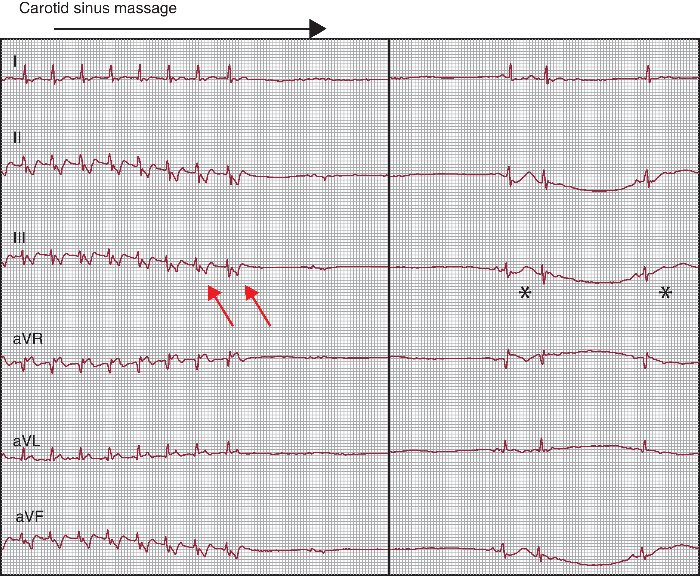 Carotid sinus massage
I
II
III
* *
aVR
aVL
aVF